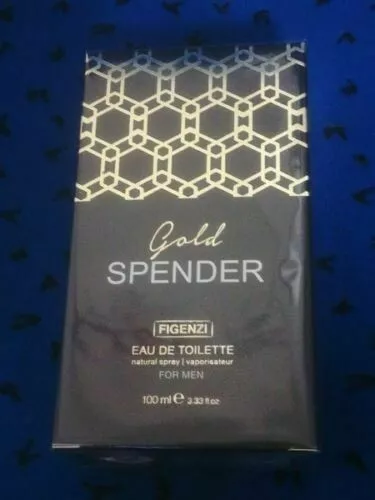 Gold
SPENDER
FIGENZI
EAU DE TOILETTE
natural spray | vaporisateur
FOR MEN
100 ml e 3.33 fl oz